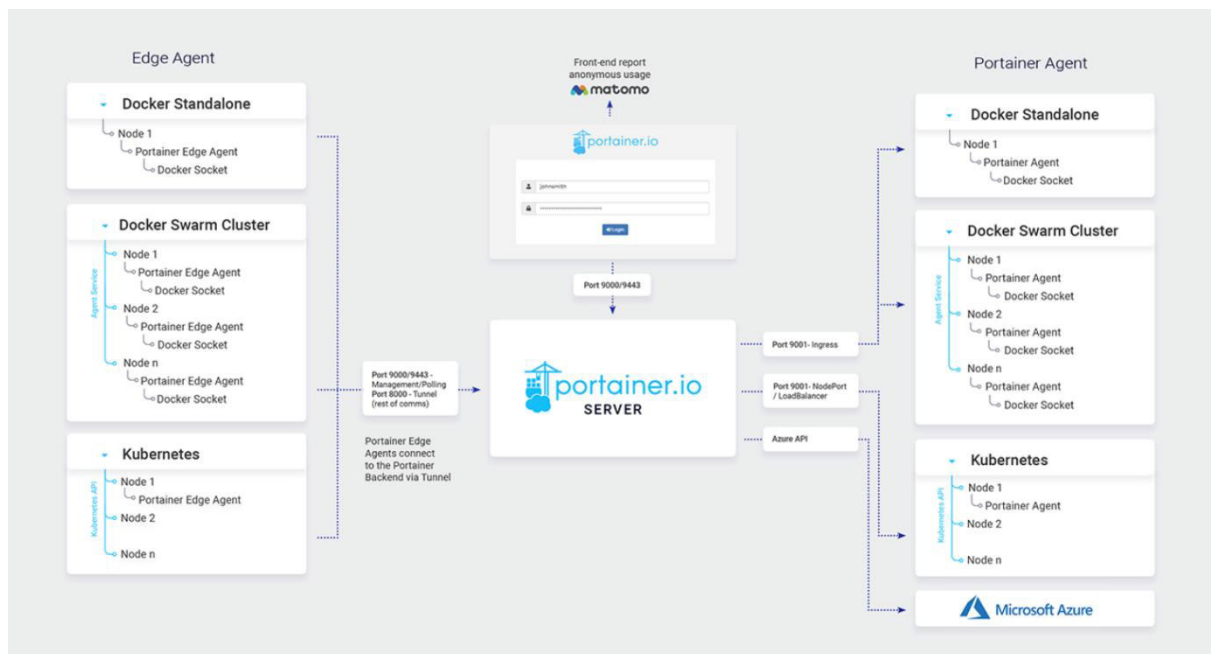 Edge Agent
Docker Standalone
Node 1
Portainer Edge Agent
Docker Socket
Docker Swarm Cluster
Agent Service
Node 1
Portainer Edge Agent
Docker Socket
Node 2
Portainer Edge Agent
Docker Socket
Node n
Portainer Edge Agent
Docker Socket
Kubernetes
Kubernetes API
Node 1
Portainer Edge Agent
Node 2
Node n
Port 9000/9443 -
Management/Polling
Port 8000 - Tunnel
(rest of comms)
Portainer Edge
Agents connect
to the Portainer
Backend via Tunnel
Front-end report
anonymous usage
matomo
portainer.io
johnsmith
Login
Port 9000/9443
portainer.io
SERVER
Port 9001- Ingress
Port 9001- NodePort
/ LoadBalancer
Azure API
Portainer Agent
Docker Standalone
Node 1
Portainer Agent
Docker Socket
Docker Swarm Cluster
Agent Service
Node 1
Portainer Agent
Docker Socket
Node 2
Portainer Agent
Docker Socket
Node n
Portainer Agent
Docker Socket
Kubernetes
Kubernetes API
Node 1
Portainer Agent
Node 2
Node n
Microsoft Azure